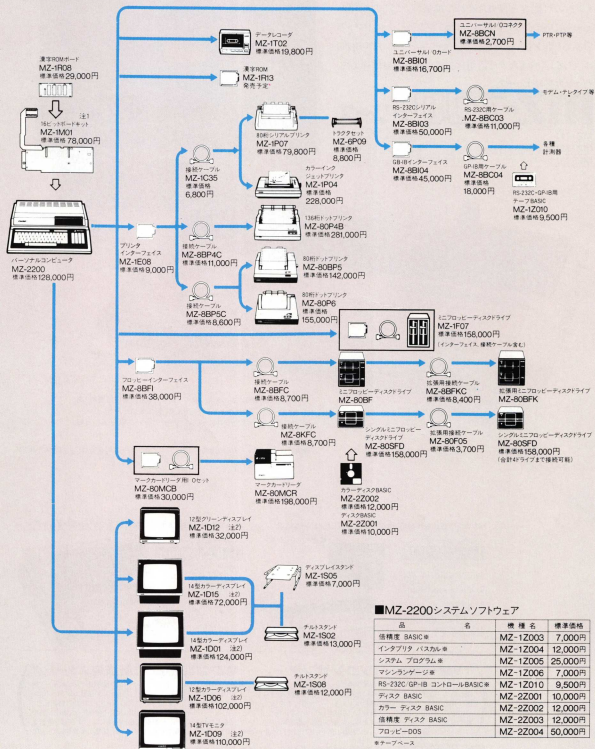 漢字ROMボード
MZ-1R08
標準価格29,000円
注1
16ビットボードキット
MZ-1M01
標準価格78,000円
パーソナルコンピュータ
MZ-2200
標準価格128,000円
データレコーダ
MZ-1T02
標準価格19,800円
漢字ROM
MZ-1R13
発売予定
プリンタ
インターフェイス
MZ-1E08
標準価格9,000円
接続ケーブル
MZ-1C35
標準価格
6,800円
80桁シリアルプリンタ
MZ-1P07
標準価格79,800円
トラクタセット
MZ-6P09
標準価格
8,800円
カラーインク
ジェットプリンタ
MZ-1P04
標準価格
228,000円
接続ケーブル
MZ-8BP4C
標準価格11,000円
136桁ドットプリンタ
MZ-80P4B
標準価格281,000円
接続ケーブル
MZ-8BP5C
標準価格8,600円
80桁ドットプリンタ
MZ-80BP5
標準価格142,000円
80桁ドットプリンタ
MZ-80P6
標準価格
155,000円
ユニバーサルI/Oカード
MZ-8BI01
標準価格16,700円
ユニバーサルI/Oコネクタ
MZ-8BCN
標準価格2,700円
PTR・PTP等
RS-232Cシリアル
インターフェイス
MZ-8BI03
標準価格50,000円
RS-232C用ケーブル
MZ-8BC03
標準価格11,000円
モデム・テレタイプ等
GP-IBインターフェイス
MZ-8BI04
標準価格45,000円
GP-IB用ケーブル
MZ-8BC04
標準価格
18,000円
各種
計測器
RS-232C・GP-IB用
テープBASIC
MZ-1Z010
標準価格9,500円
ミニフロッピーディスクドライブ
MZ-1F07
標準価格158,000円
(インターフェイス、接続ケーブル含む)
フロッピーインターフェイス
MZ-8BFI
標準価格38,000円
接続ケーブル
MZ-8BFC
標準価格8,700円
ミニフロッピーディスクドライブ
MZ-80BF
拡張用接続ケーブル
MZ-8BFKC
標準価格8,400円
拡張用ミニフロッピーディスクドライブ
MZ-80BFK
接続ケーブル
MZ-8KFC
標準価格8,700円
シングルミニフロッピー
ディスクドライブ
MZ-80SFD
標準価格158,000円
拡張用接続ケーブル
MZ-80F05
標準価格3,700円
シングルミニフロッピーディスクドライブ
MZ-80SFD
標準価格158,000円
(合計4ドライブまで接続可能)
カラーディスクBASIC
MZ-2Z002
標準価格12,000円
ディスクBASIC
MZ-2Z001
標準価格10,000円
マークカードリーダ用I/Oセット
MZ-80MCB
標準価格30,000円
マークカードリーダ
MZ-80MCR
標準価格198,000円
12型グリーンディスプレイ
MZ-1D12 注2)
標準価格32,000円
14型カラーディスプレイ
MZ-1D15 注2)
標準価格72,000円
14型カラーディスプレイ
MZ-1D01 注2)
標準価格124,000円
12型カラーディスプレイ
MZ-1D06 注2)
標準価格102,000円
14型TVモニタ
MZ-1D09 注2)
標準価格110,000円
ディスプレイスタンド
MZ-1S05
標準価格7,000円
チルトスタンド
MZ-1S02
標準価格13,000円
チルトスタンド
MZ-1S08
標準価格12,000円
■MZ-2200システムソフトウェア
品 名 機種名 標準価格
倍精度 BASIC※ MZ-1Z003 7,000円
インタプリタ パスカル※ MZ-1Z004 12,000円
システム プログラム※ MZ-1Z005 25,000円
マシンランゲージ※ MZ-1Z006 7,000円
RS-232C/GP-IB コントロールBASIC※ MZ-1Z010 9,500円
ディスク BASIC MZ-2Z001 10,000円
カラー ディスク BASIC MZ-2Z002 12,000円
倍精度 ディスク BASIC MZ-2Z003 12,000円
フロッピーDOS MZ-2Z004 50,000円
※テープベース